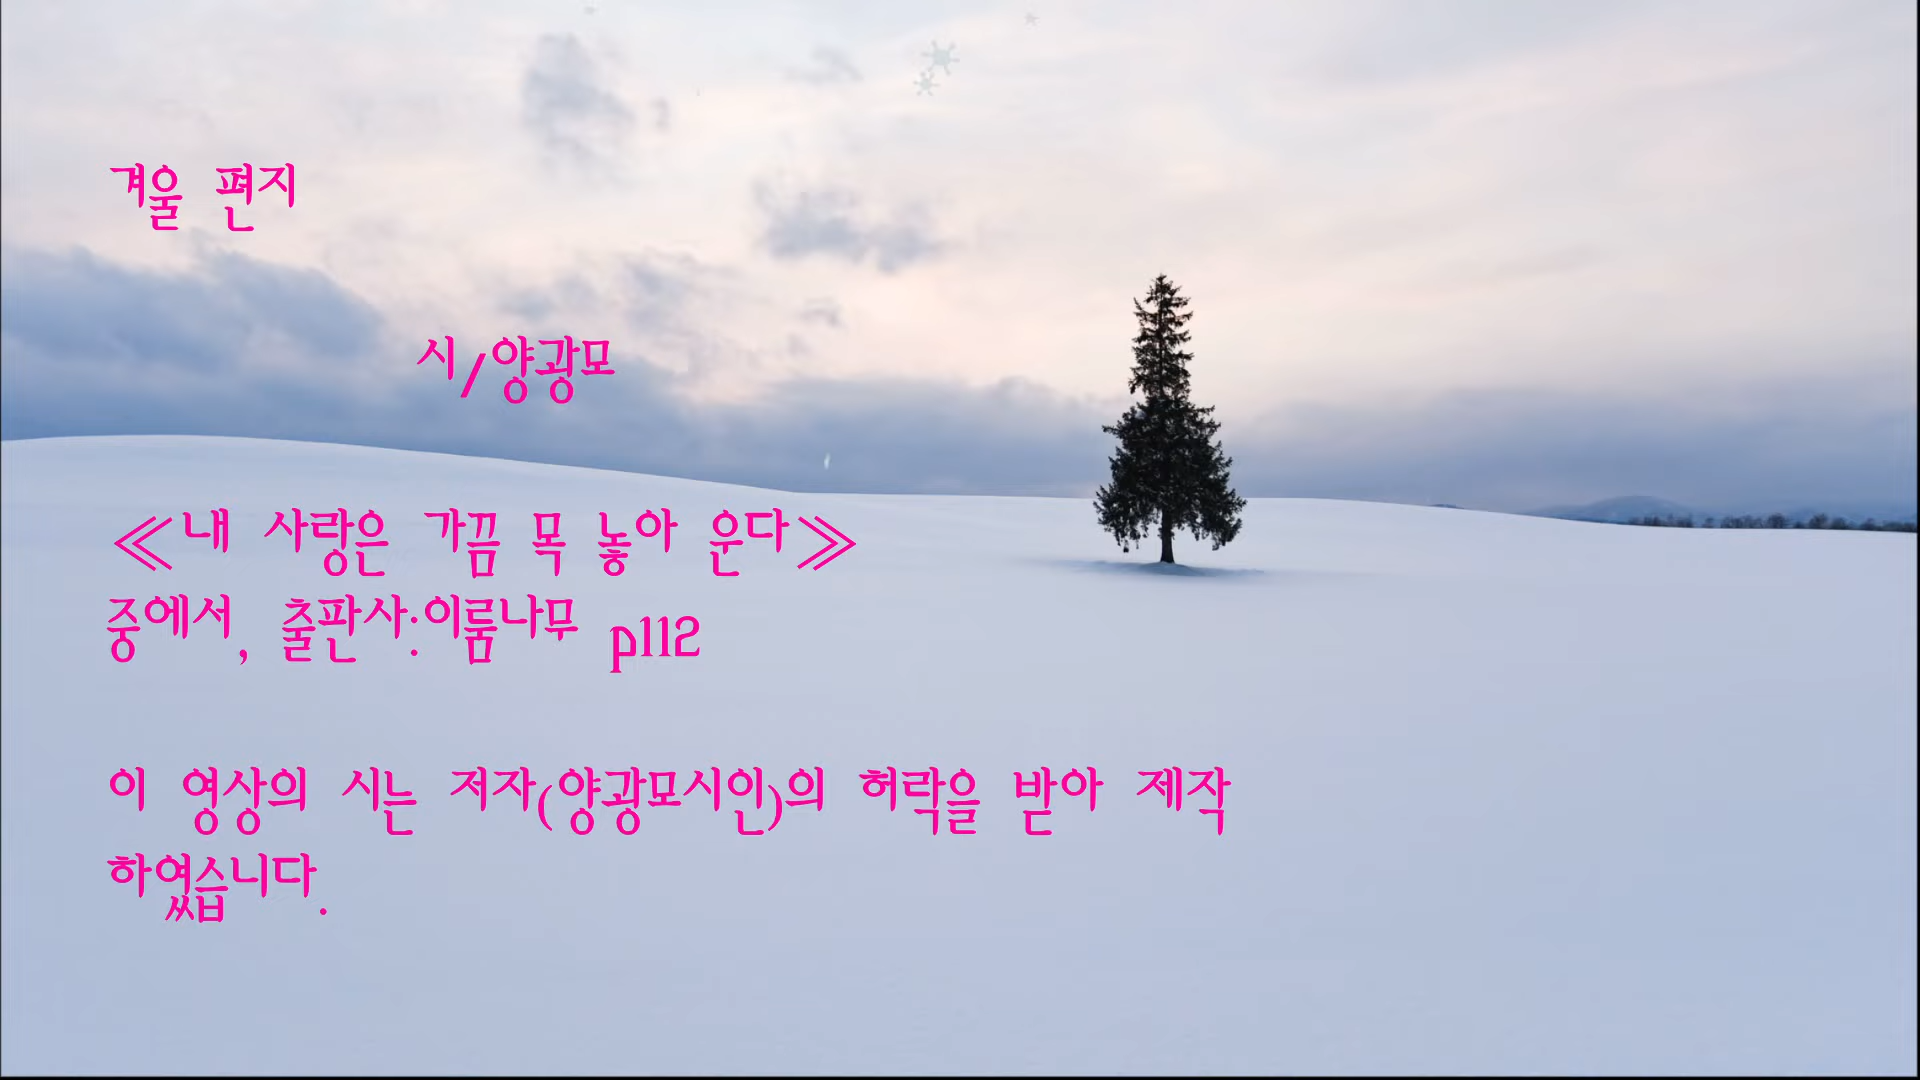 겨울 편지
시/양광모
≪내 사랑은 가끔 목 놓아 운다≫
중에서, 출판사:이룸나무 p112
이 영상의 시는 저자(양광모시인)의 허락을 받아 제작
하였습니다.